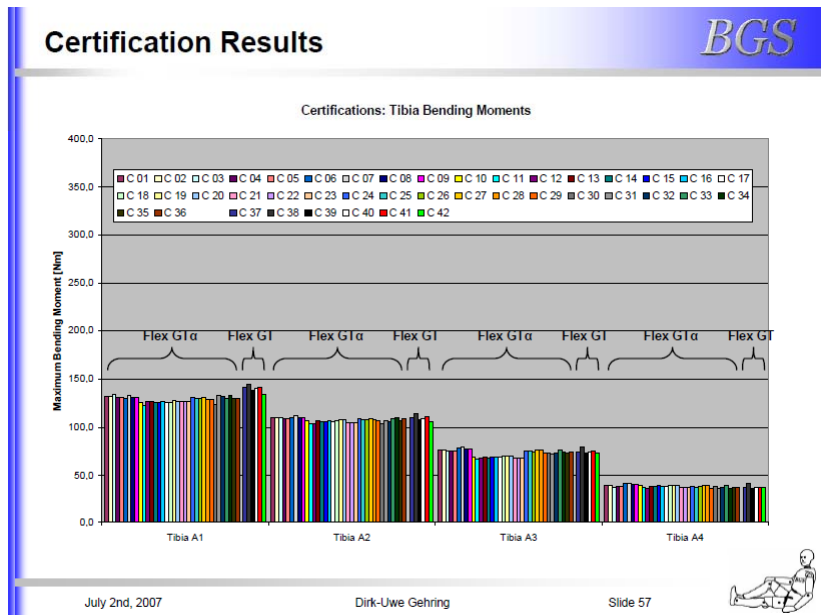 Certification Results
BGS
Certifications: Tibia Bending Moments
400,0
350,0
300,0
250,0
200,0
150,0
100,0
50,0
0,0
Maximum Bending Moment [Nm]
C 01 C 02 C 03 C 04 C 05 C 06 C 07 C 08 C 09 C 10 C 11 C 12 C 13 C 14 C 15 C 16 C 17
C 18 C 19 C 20 C 21 C 22 C 23 C 24 C 25 C 26 C 27 C 28 C 29 C 30 C 31 C 32 C 33 C 34
C 35 C 36 C 37 C 38 C 39 C 40 C 41 C 42
Flex GTα Flex GT Flex GTα Flex GT Flex GTα Flex GT Flex GTα Flex GT
Tibia A1 Tibia A2 Tibia A3 Tibia A4
July 2nd, 2007 Dirk-Uwe Gehring Slide 57